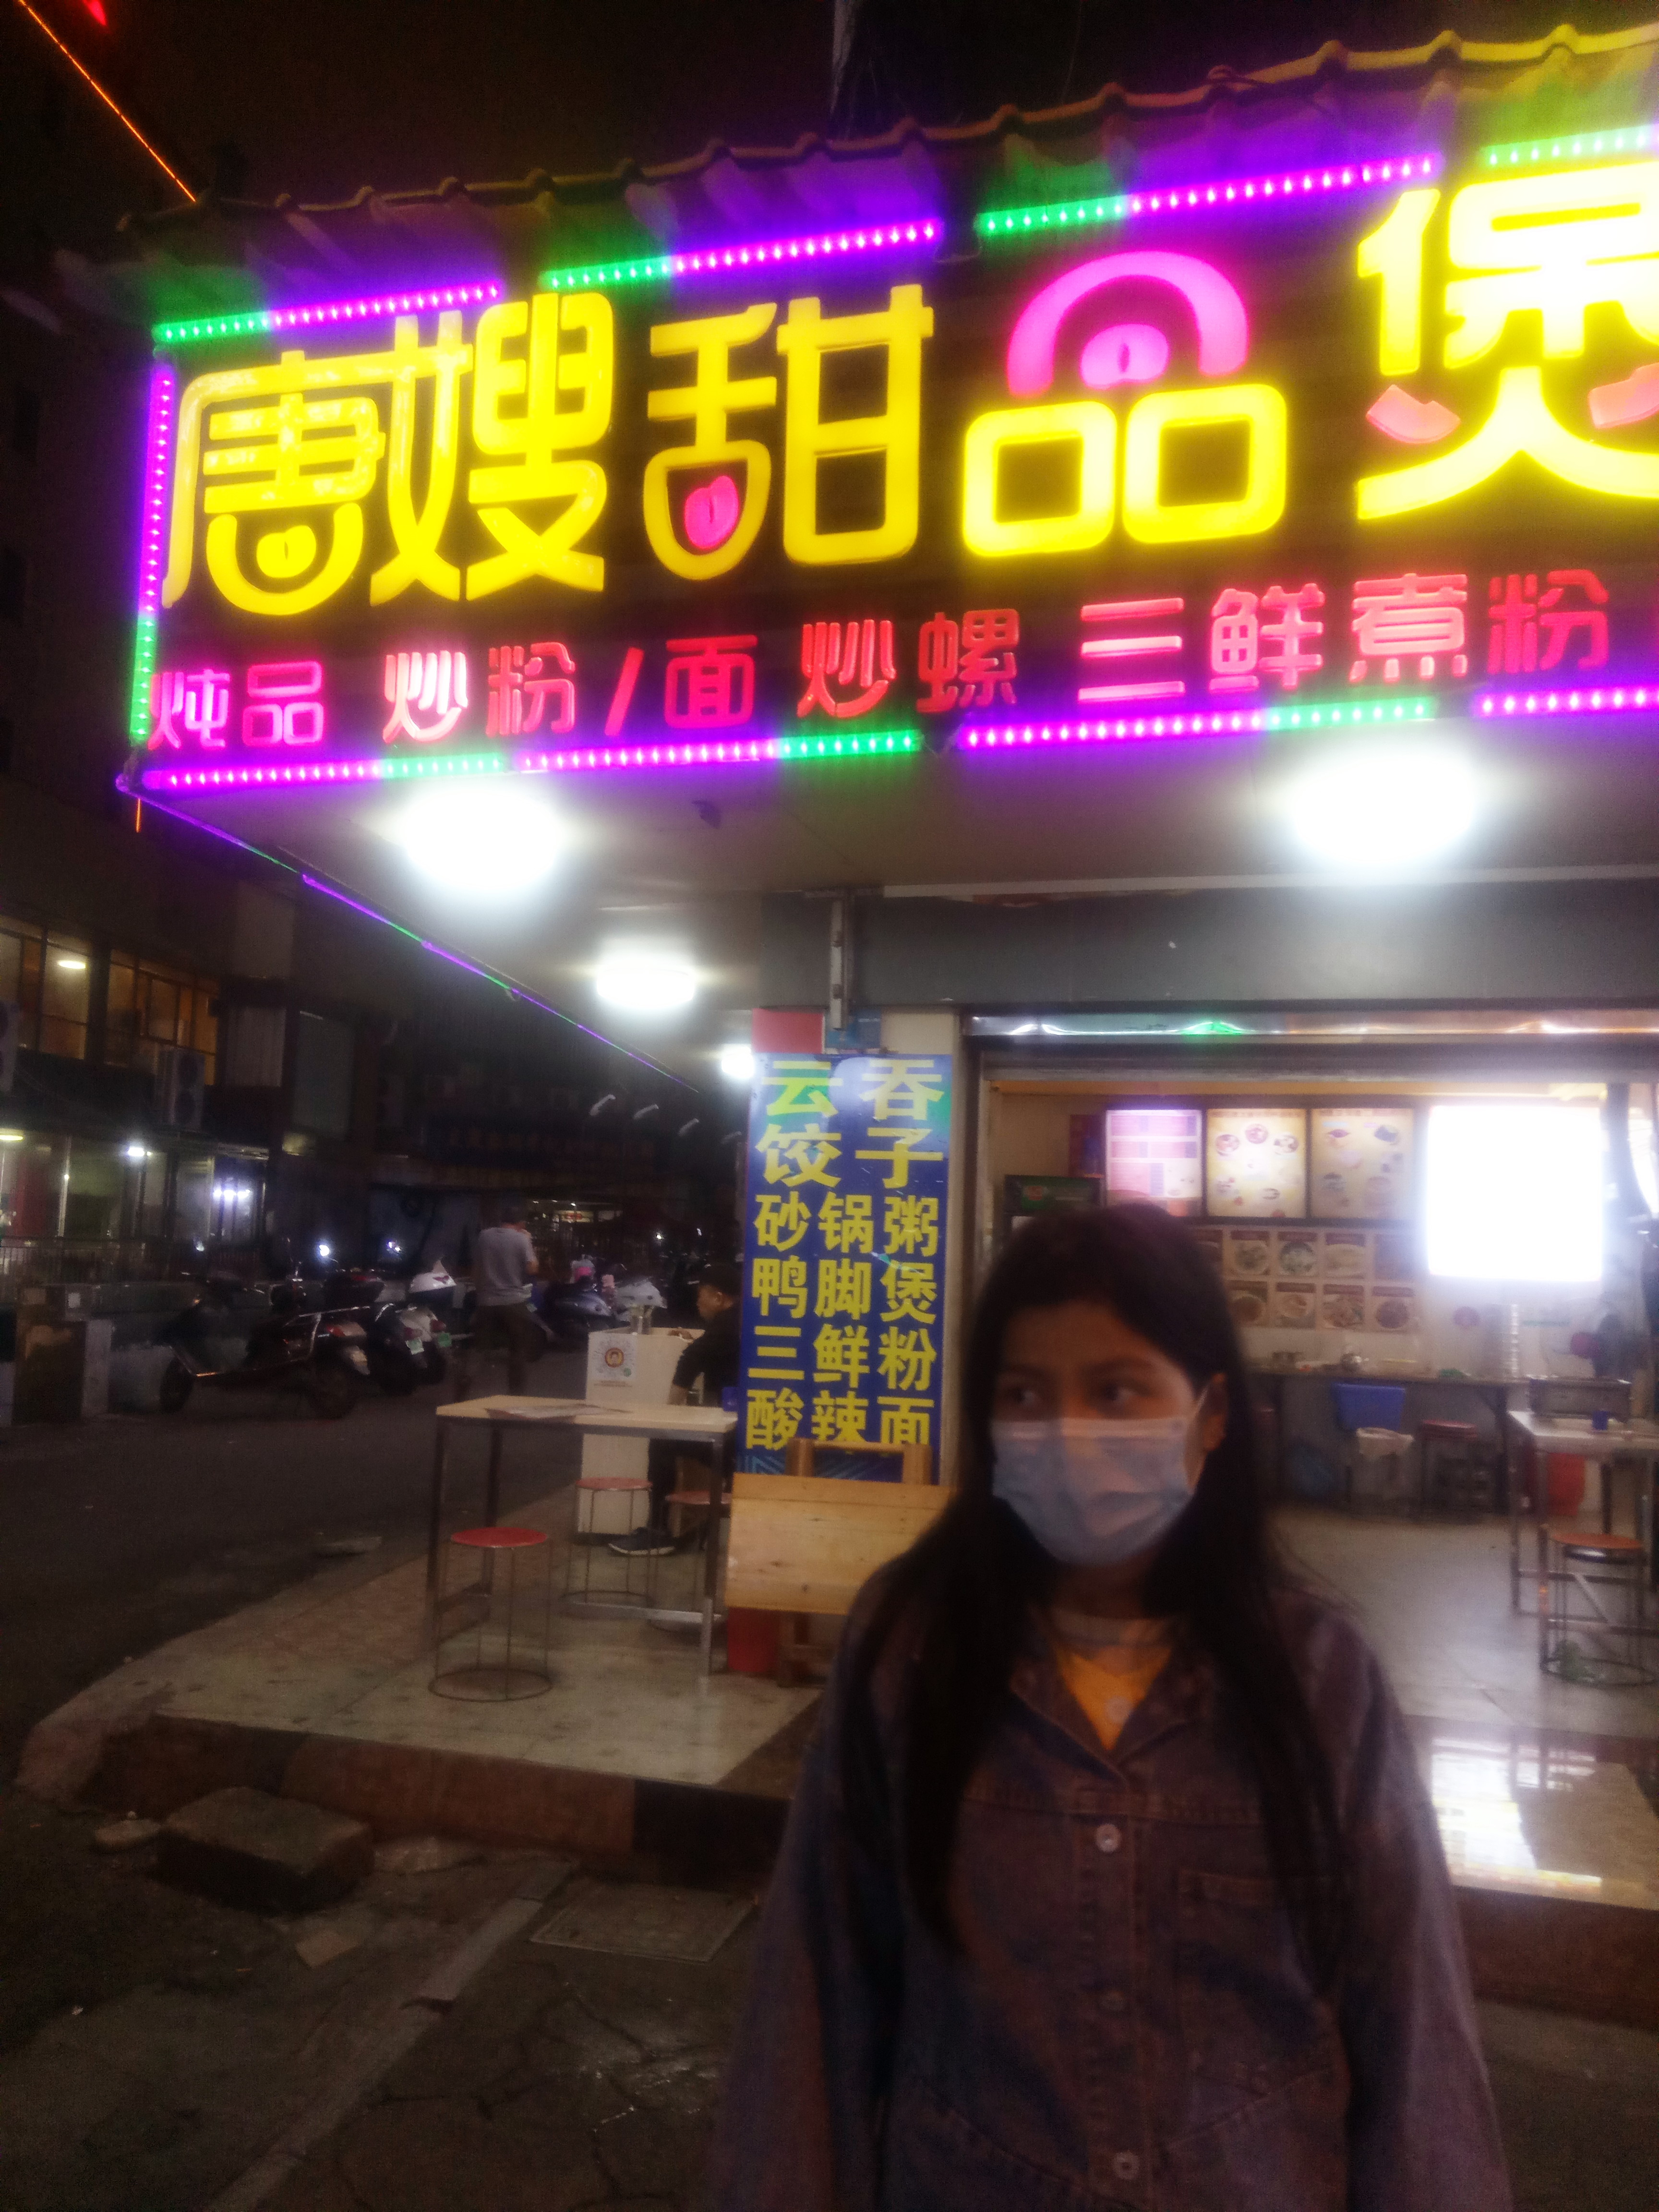 唐嫂甜品煲
炖品 炒粉/面 炒螺 三鲜煮粉
云吞
饺子
砂锅粥
鸭脚煲
三鲜粉
酸辣面